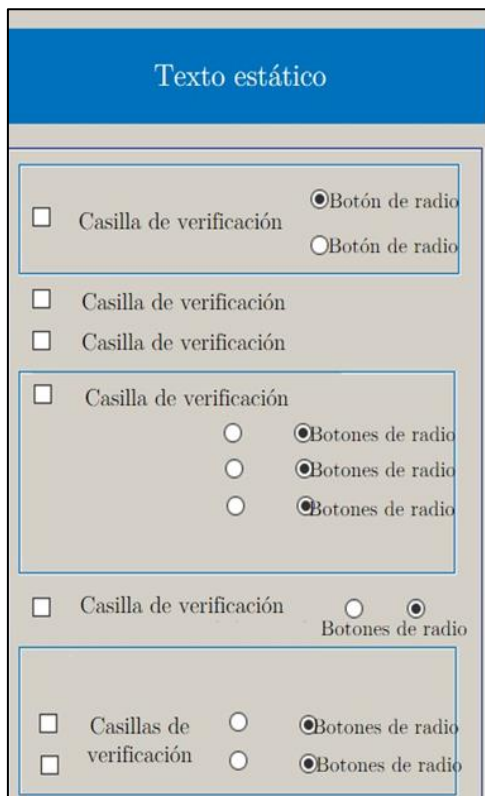 Texto estático
Casilla de verificación
Botón de radio
Botón de radio
Casilla de verificación
Casilla de verificación
Casilla de verificación
Botones de radio
Botones de radio
Botones de radio
Casilla de verificación
Botones de radio
Casillas de
verificación
Botones de radio
Botones de radio